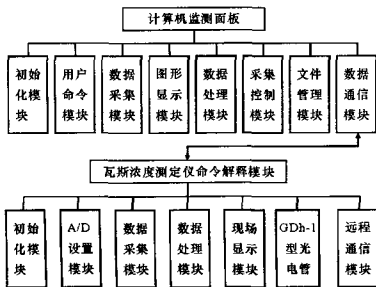 计算机监测面板
初始
化模
块
用户
命令
模块
数据
采集
模块
图形
显示
模块
数据
处理
模块
采集
控制
模块
文件
管理
模块
数据
通信
模块
瓦斯浓度测定仪命令解释模块
初始
化模
块
A/D
设置
模块
数据
采集
模块
数据
处理
模块
现场
显示
模块
GDh-1
型光
电管
远程
通信
模块